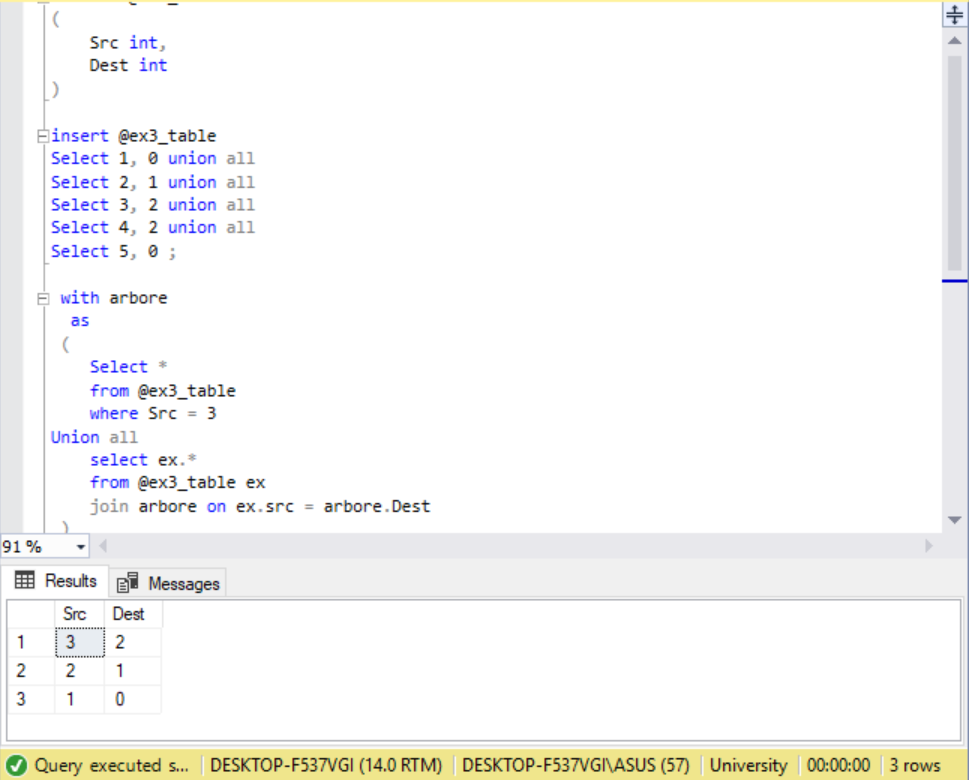 (
Src int,
Dest int
)
insert @ex3_table
Select 1, 0 union all
Select 2, 1 union all
Select 3, 2 union all
Select 4, 2 union all
Select 5, 0 ;
with arbore
as
(
Select *
from @ex3_table
where Src = 3
Union all
select ex.*
from @ex3_table ex
join arbore on ex.src = arbore.Dest
)
91 %
Results Messages
Src Dest
1 3 2
2 2 1
3 1 0
Query executed s... DESKTOP-F537VGI (14.0 RTM) DESKTOP-F537VGI\ASUS (57) University 00:00:00 3 rows